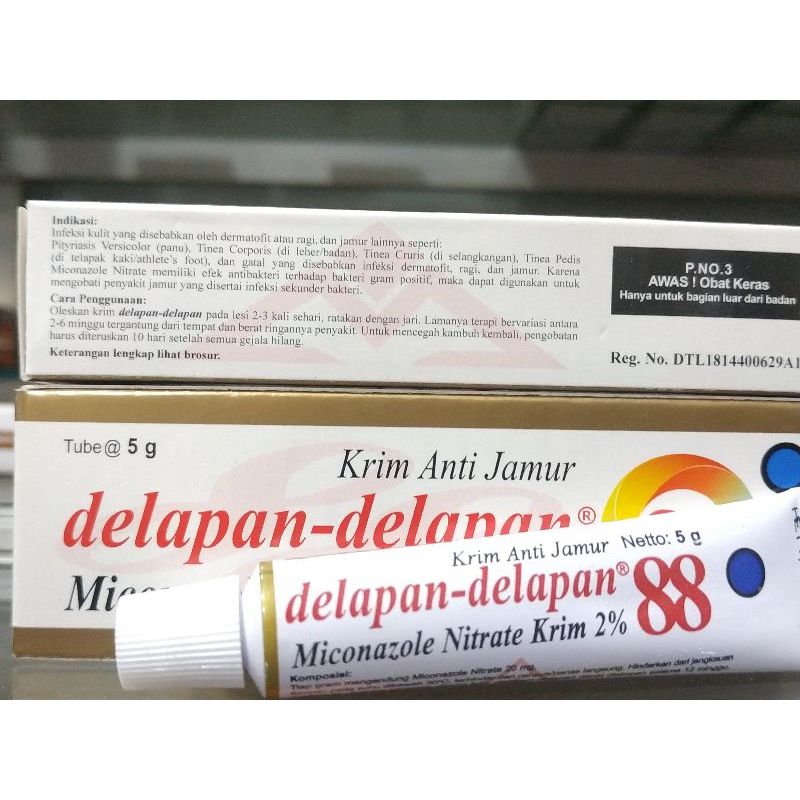 Indikasi:
Infeksi kulit yang disebabkan oleh dermatofit atau ragi, dan jamur lainnya seperti:
Pityriasis Versicolor (panu), Tinea Corporis (di leher/badan), Tinea Cruris (di selangkangan), Tinea Pedis
(di telapak kaki/athlete's foot), dan gatal yang disebabkan infeksi dermatofit, ragi, dan jamur. Karena
Miconazole Nitrate memiliki efek antibakteri terhadap bakteri gram positif, maka dapat digunakan untuk
mengobati penyakit jamur yang disertai infeksi sekunder bakteri.
Cara Penggunaan:
Oleskan krim delapan-delapan pada lesi 2-3 kali sehari, ratakan dengan jari. Lamanya terapi bervariasi antara
2-6 minggu tergantung dari tempat dan berat ringannya penyakit. Untuk mencegah kambuh kembali, pengobatan
harus diteruskan 10 hari setelah semua gejala hilang.
Keterangan lengkap lihat brosur.
P.NO.3
AWAS ! Obat Keras
Hanya untuk bagian luar dari badan
Reg. No. DTL1814400629A1
Tube@ 5 g
Krim Anti Jamur
delapan-delapan®
Krim Anti Jamur Netto: 5 g
delapan-delapan® 88
Miconazole Nitrate Krim 2%
Komposisi:
Tiap gram mengandung Miconazole Nitrate 20 mg.